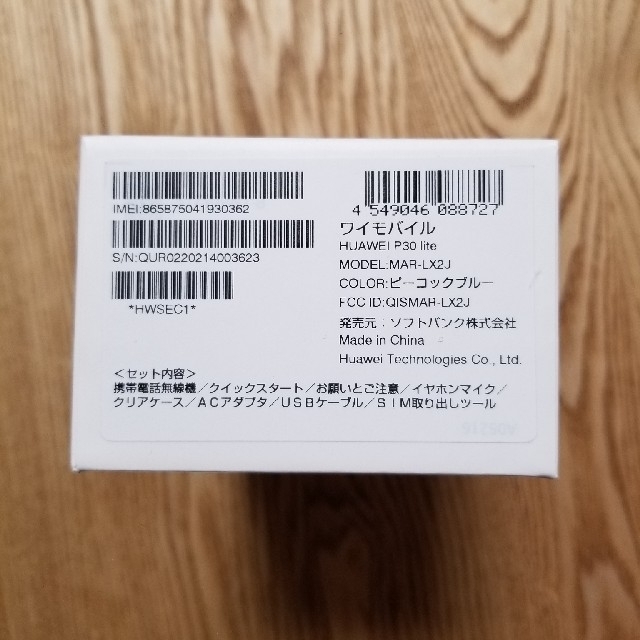 IMEI:865875041930362
S/N:QUR0220214003623
*HWSEC1*
4 549046 088727
ワイモバイル
HUAWEI P30 lite
MODEL:MAR-LX2J
COLOR:ピーコックブルー
FCC ID:QISMAR-LX2J
発売元：ソフトバンク株式会社
Made in China
Huawei Technologies Co., Ltd.
＜セット内容＞
携帯電話無線機／クイックスタート／お願いとご注意／イヤホンマイク／
クリアケース／ＡＣアダプタ／ＵＳＢケーブル／ＳＩＭ取り出しツール